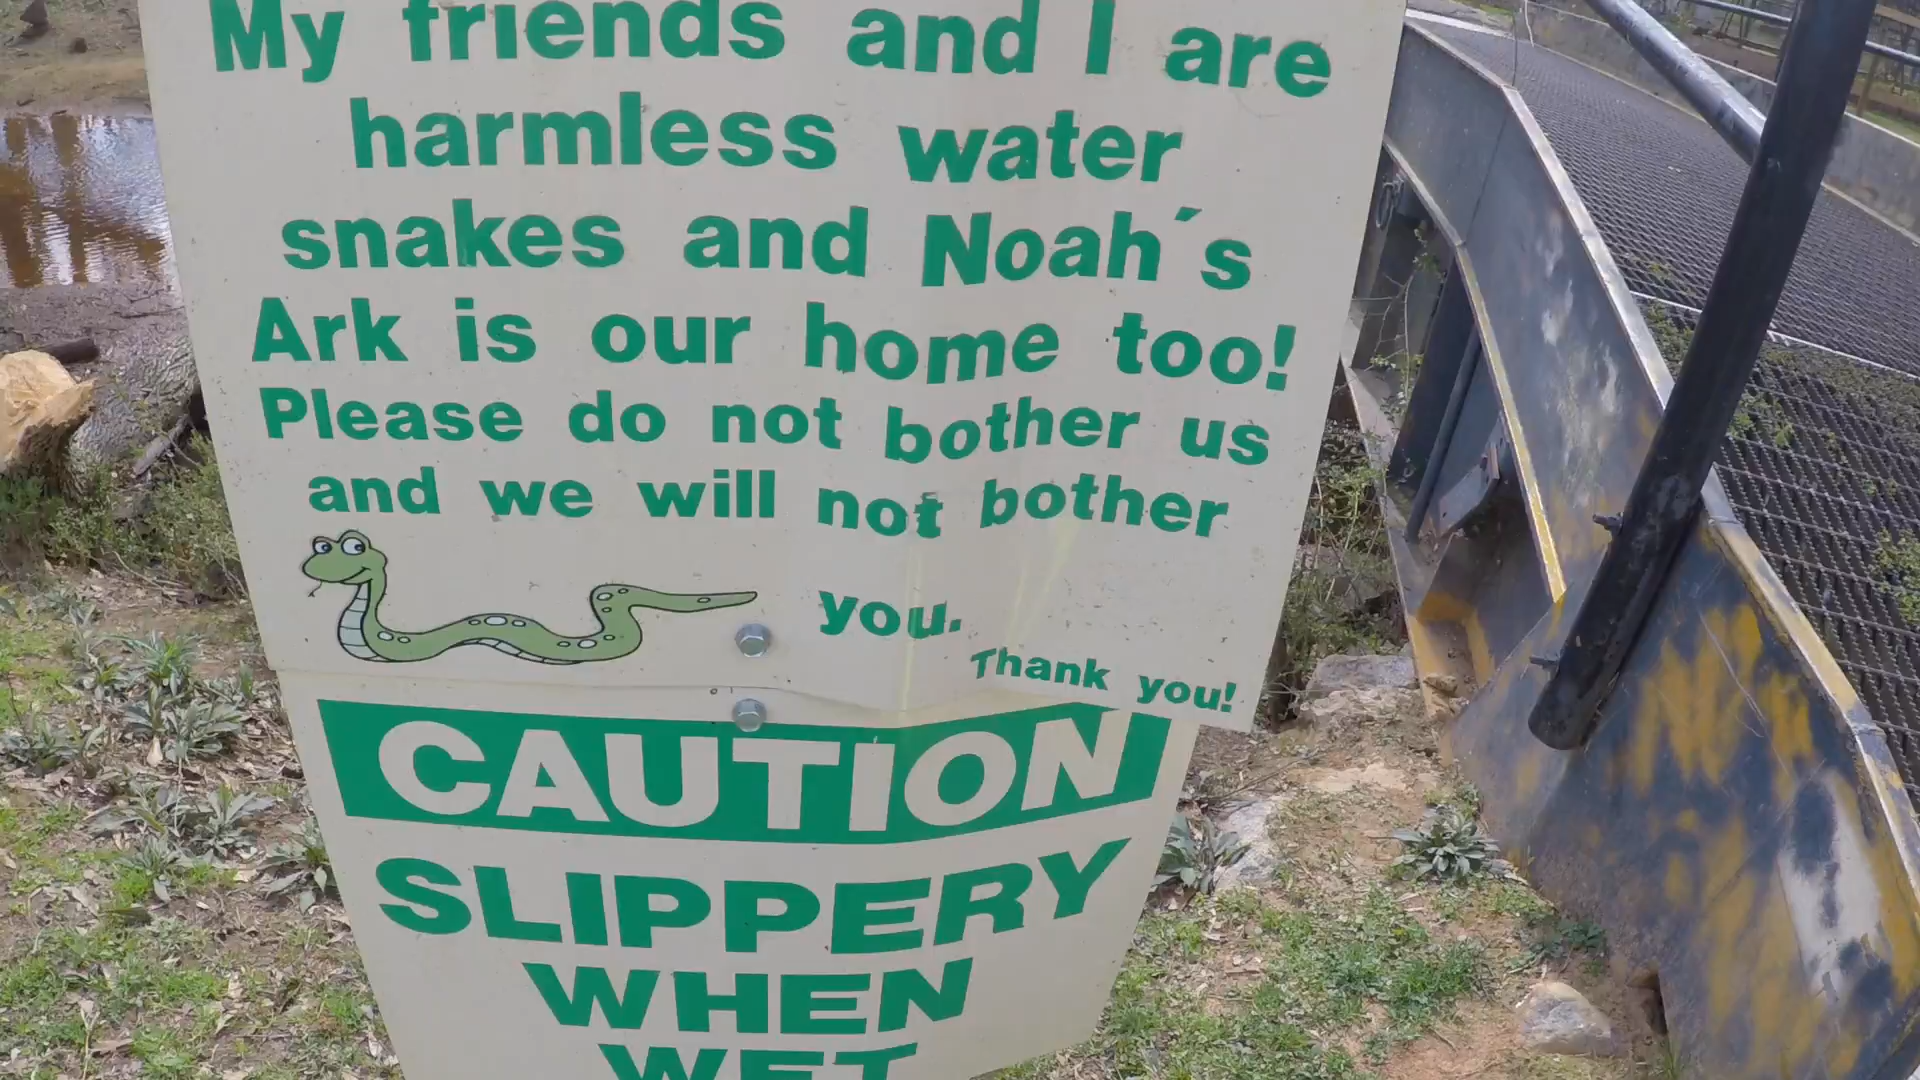 My friends and I are
harmless water
snakes and Noah´s
Ark is our home too!
Please do not bother us
and we will not bother
you.
Thank you!
CAUTION
SLIPPERY
WHEN
WET